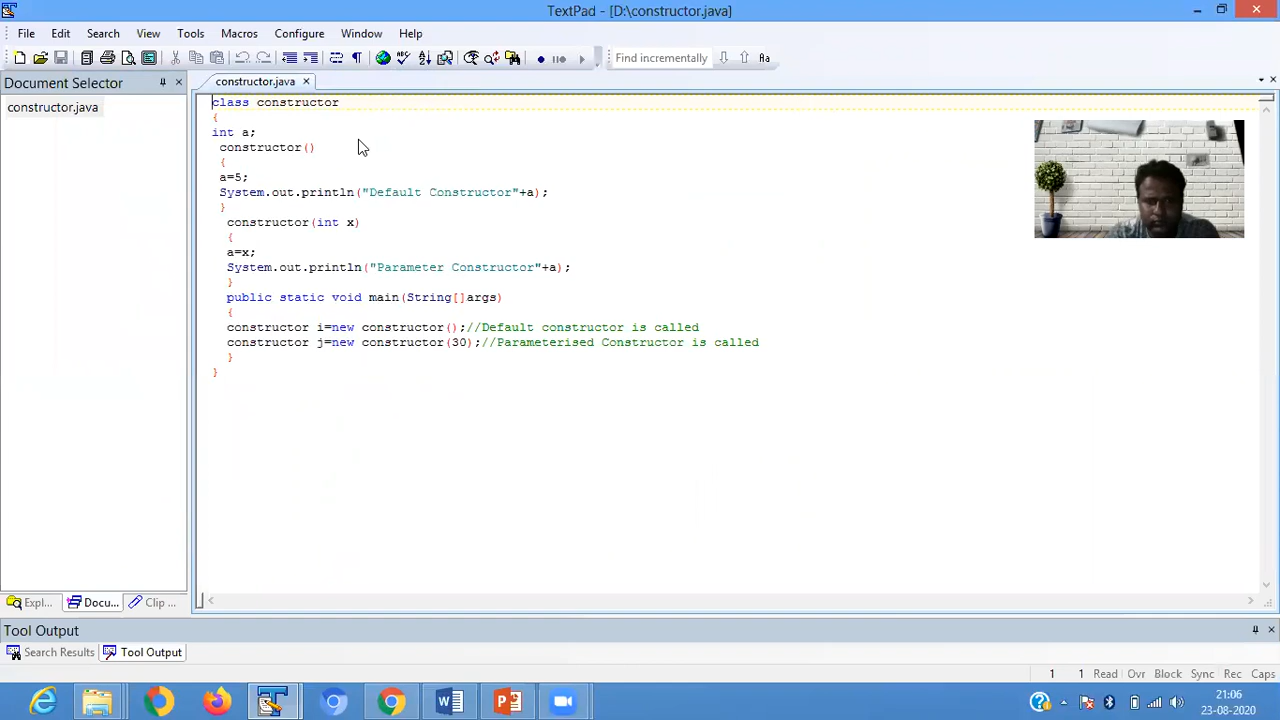 TextPad - [D:\constructor.java]
File Edit Search View Tools Macros Configure Window Help
Find incrementally
Document Selector
constructor.java
constructor.java
class constructor
{
int a;
constructor()
{
a=5;
System.out.println("Default Constructor"+a);
}
constructor(int x)
{
a=x;
System.out.println("Parameter Constructor"+a);
}
public static void main(String[]args)
{
constructor i=new constructor();//Default constructor is called
constructor j=new constructor(30);//Parameterised Constructor is called
}
}
Expl... Docu... Clip ...
Tool Output
Search Results Tool Output
1 1 Read Ovr Block Sync Rec Caps
21:06
23-08-2020